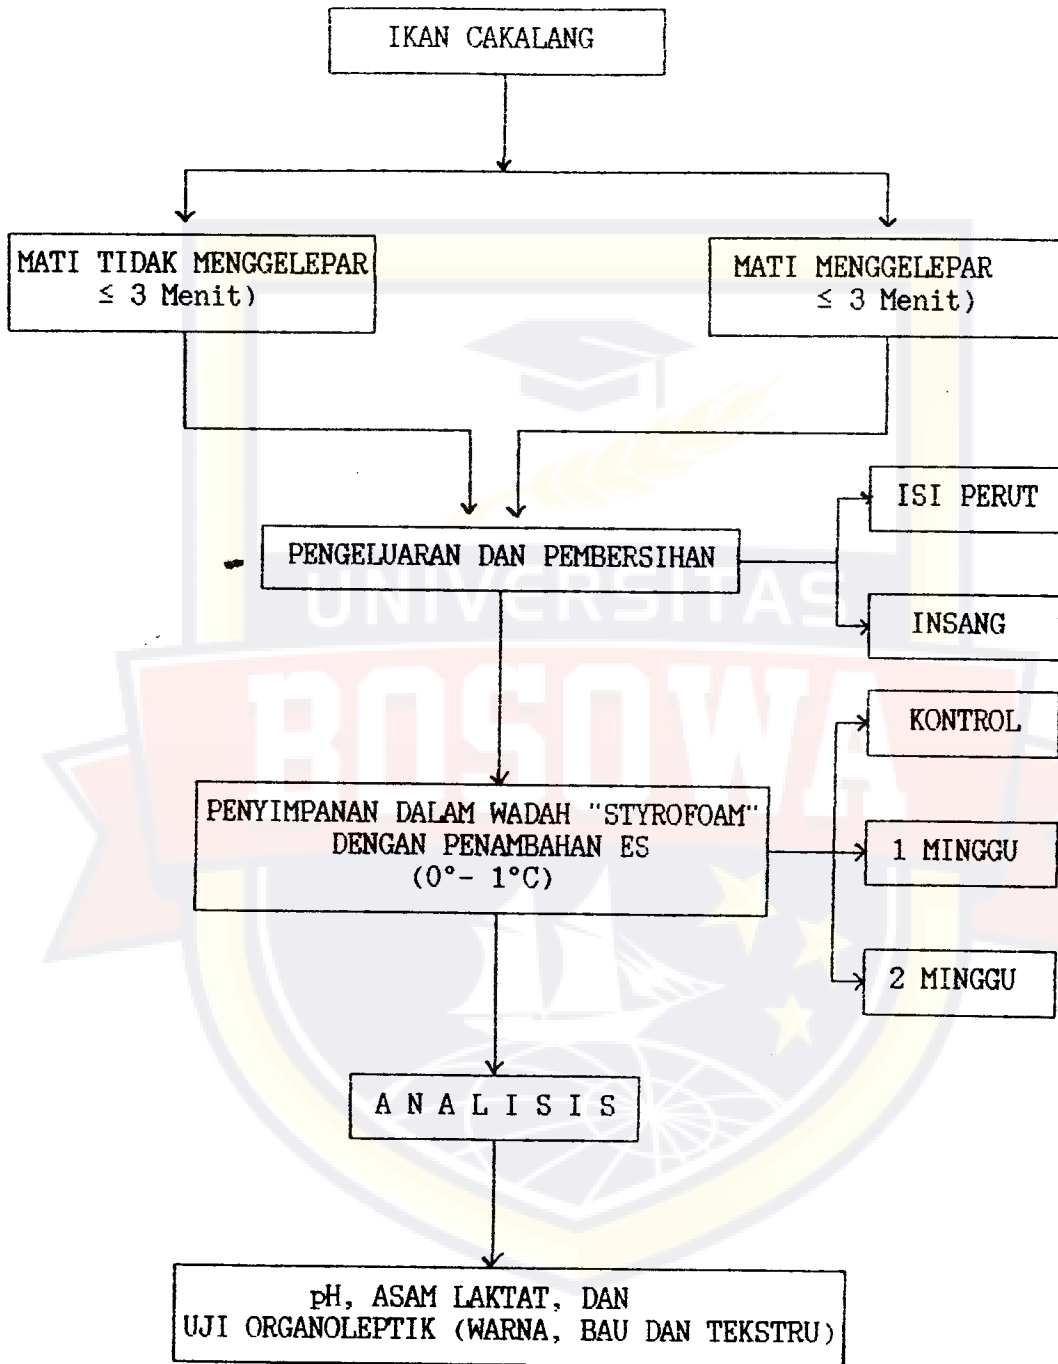 IKAN CAKALANG
MATI TIDAK MENGGELEPAR
≤ 3 Menit)
MATI MENGGELEPAR
≤ 3 Menit)
ISI PERUT
PENGELUARAN DAN PEMBERSIHAN
INSANG
UNIVERSITAS
BOSOWA
KONTROL
PENYIMPANAN DALAM WADAH "STYROFOAM"
DENGAN PENAMBAHAN ES
(0°- 1°C)
1 MINGGU
2 MINGGU
A N A L I S I S
pH, ASAM LAKTAT, DAN
UJI ORGANOLEPTIK (WARNA, BAU DAN TEKSTRU)